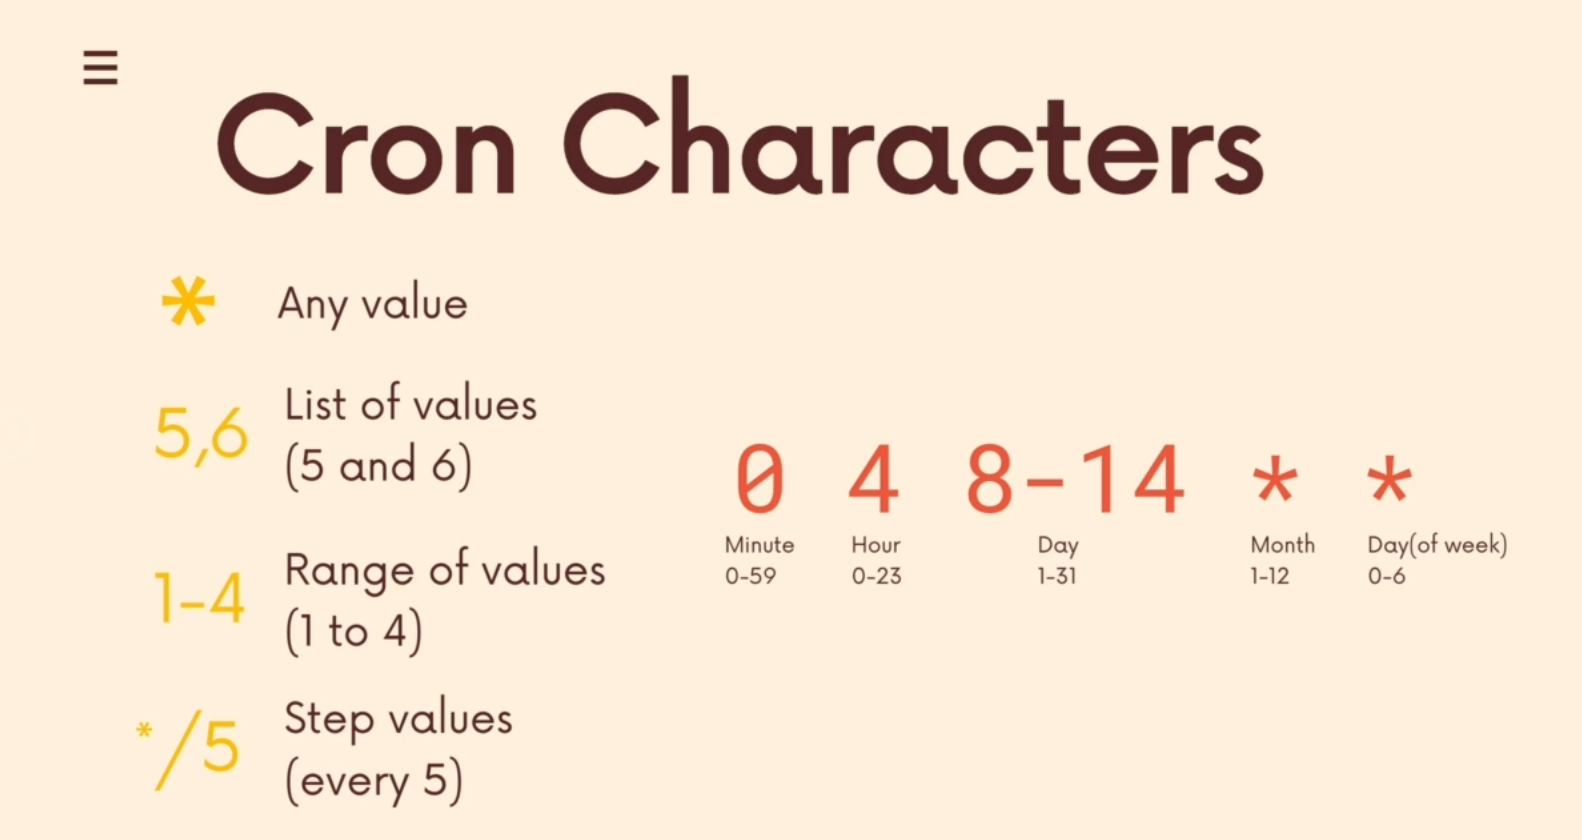 Cron Characters
* Any value
5,6 List of values
(5 and 6)
1-4 Range of values
(1 to 4)
*/5 Step values
(every 5)
0 4 8-14 * *
Minute Hour Day Month Day(of week)
0-59 0-23 1-31 1-12 0-6